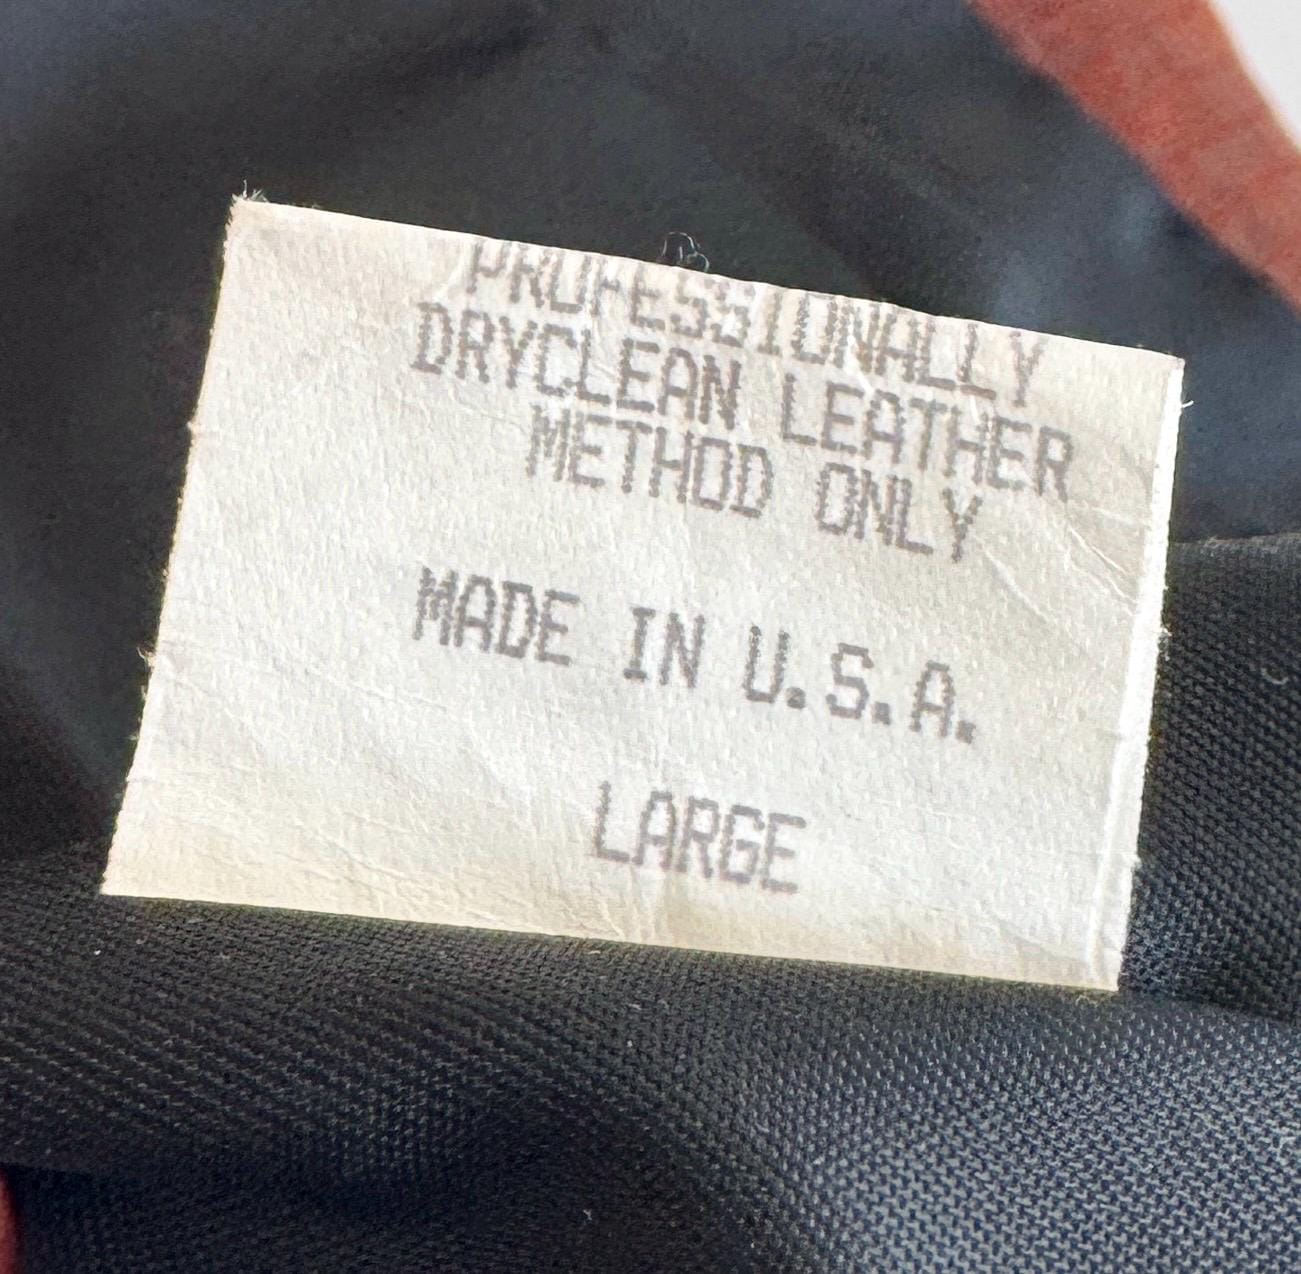 PROFESSIONALLY
DRYCLEAN LEATHER
METHOD ONLY
MADE IN U.S.A.
LARGE